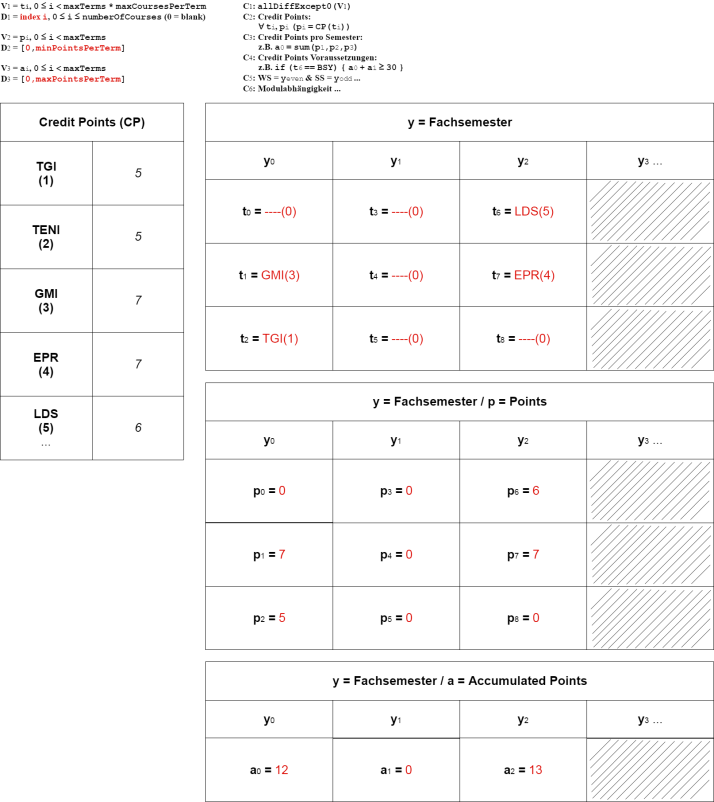 V1 = ti, 0 ≤ i < maxTerms * maxCoursesPerTerm
D1 = index i, 0 ≤ i ≤ numberOfCourses (0 = blank)
V2 = pi, 0 ≤ i < maxTerms
D2 = [0,minPointsPerTerm]
V3 = ai, 0 ≤ i < maxTerms
D3 = [0,maxPointsPerTerm]
C1: allDiffExcept0(V1)
C2: Credit Points:
∀ ti, pi (pi = CP(ti))
C3: Credit Points pro Semester:
z.B. a0 = sum(p1,p2,p3)
C4: Credit Points Voraussetzungen:
z.B. if (t6 == BSY) { a0 + a1 ≥ 30 }
C5: WS = yeven & SS = yodd ...
C6: Modulabhängigkeit ...
Credit Points (CP)
TGI
(1)
5
TENI
(2)
5
GMI
(3)
7
EPR
(4)
7
LDS
(5)
...
6
y = Fachsemester
y0 y1 y2 y3 ...
t0 = ----(0) t3 = ----(0) t6 = LDS(5)
t1 = GMI(3) t4 = ----(0) t7 = EPR(4)
t2 = TGI(1) t5 = ----(0) t8 = ----(0)
y = Fachsemester / p = Points
y0 y1 y2 y3 ...
p0 = 0 p3 = 0 p6 = 6
p1 = 7 p4 = 0 p7 = 7
p2 = 5 p5 = 0 p8 = 0
y = Fachsemester / a = Accumulated Points
y0 y1 y2 y3 ...
a0 = 12 a1 = 0 a2 = 13